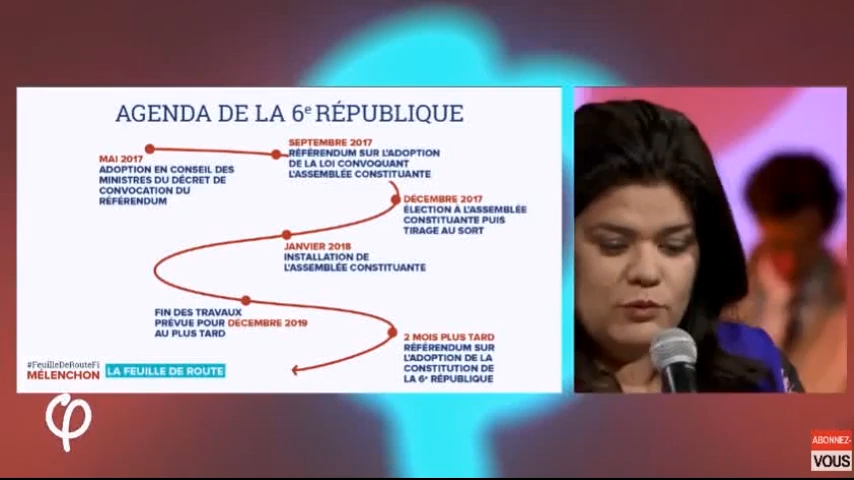 AGENDA DE LA 6e RÉPUBLIQUE
MAI 2017
ADOPTION EN CONSEIL DES
MINISTRES DU DÉCRET DE
CONVOCATION DU
RÉFÉRENDUM
SEPTEMBRE 2017
RÉFÉRENDUM SUR L'ADOPTION
DE LA LOI CONVOQUANT
L'ASSEMBLÉE CONSTITUANTE
DÉCEMBRE 2017
ÉLECTION À L'ASSEMBLÉE
CONSTITUANTE PUIS
TIRAGE AU SORT
JANVIER 2018
INSTALLATION DE
L'ASSEMBLÉE CONSTITUANTE
FIN DES TRAVAUX
PRÉVUE POUR DÉCEMBRE 2019
AU PLUS TARD
2 MOIS PLUS TARD
RÉFÉRENDUM SUR
L'ADOPTION DE LA
CONSTITUTION DE
LA 6e RÉPUBLIQUE
#FeuilleDeRouteFi
MÉLENCHON LA FEUILLE DE ROUTE
ABONNEZ-
VOUS